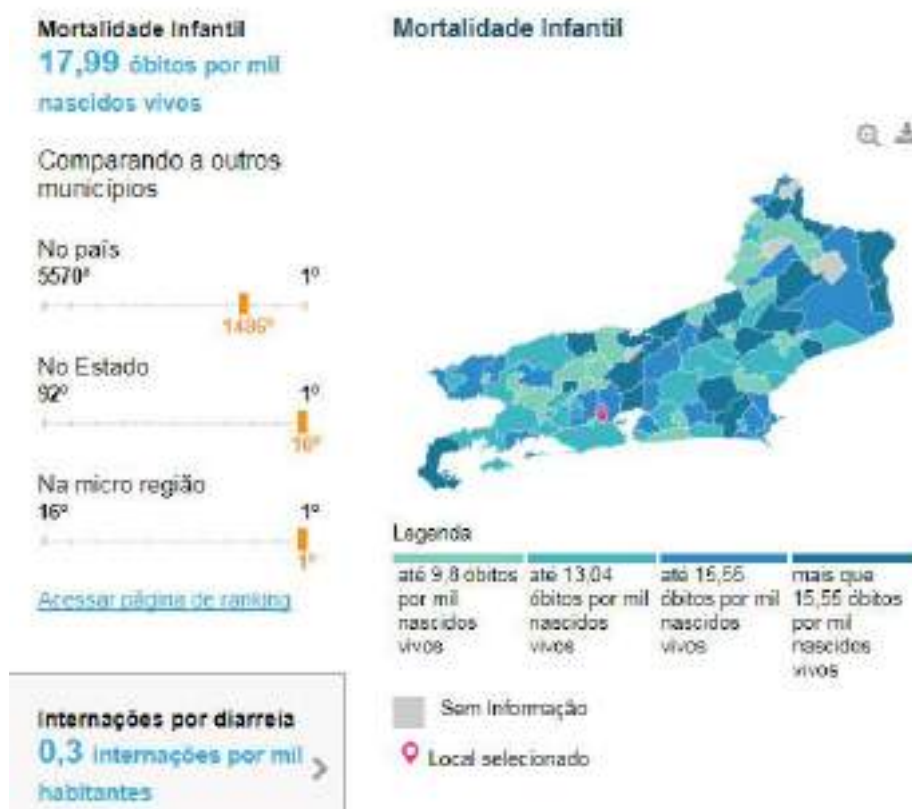 Mortalidade Infantil
17,99 óbitos por mil
nascidos vivos
Comparando a outros
municípios
No país
5570º
1º
1486º
No Estado
92º
1º
10º
Na micro região
16º
1º
1º
Acessar página de ranking
Internações por diarreia
0,3 internações por mil
habitantes
Mortalidade Infantil
Legenda
até 9,8 óbitos
por mil
nascidos
vivos
até 13,04
óbitos por mil
nascidos
vivos
até 15,55
óbitos por mil
nascidos
vivos
mais que
15,55 óbitos
por mil
nascidos
vivos
Sem Informação
Local selecionado